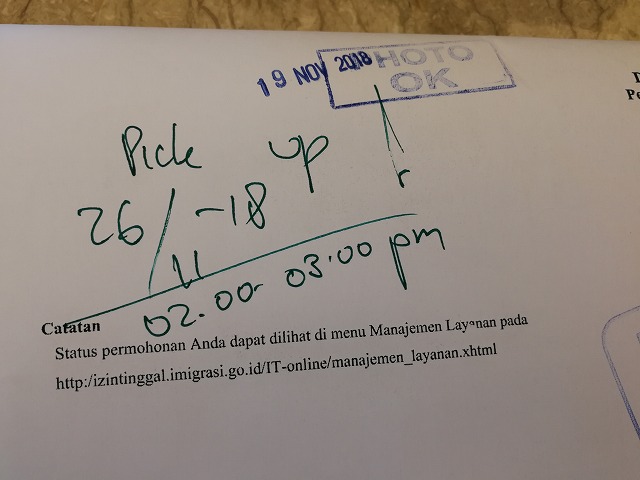 19 NOV 2018
PHOTO
OK
Pick up
26/11-18
02.00-03.00 pm
Catatan
Status permohonan Anda dapat dilihat di menu Manajemen Layanan pada
http:/izintinggal.imigrasi.go.id/IT-online/manajemen_layanan.xhtml